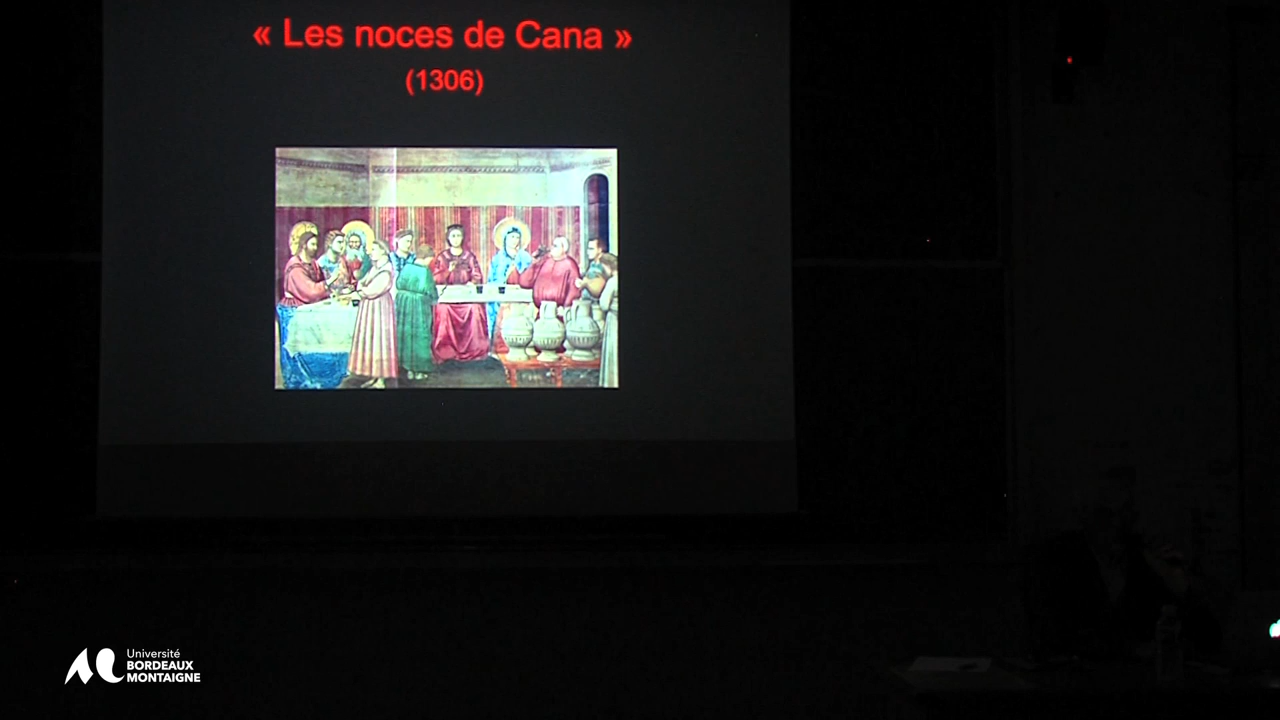 « Les noces de Cana »
(1306)
Université
BORDEAUX
MONTAIGNE